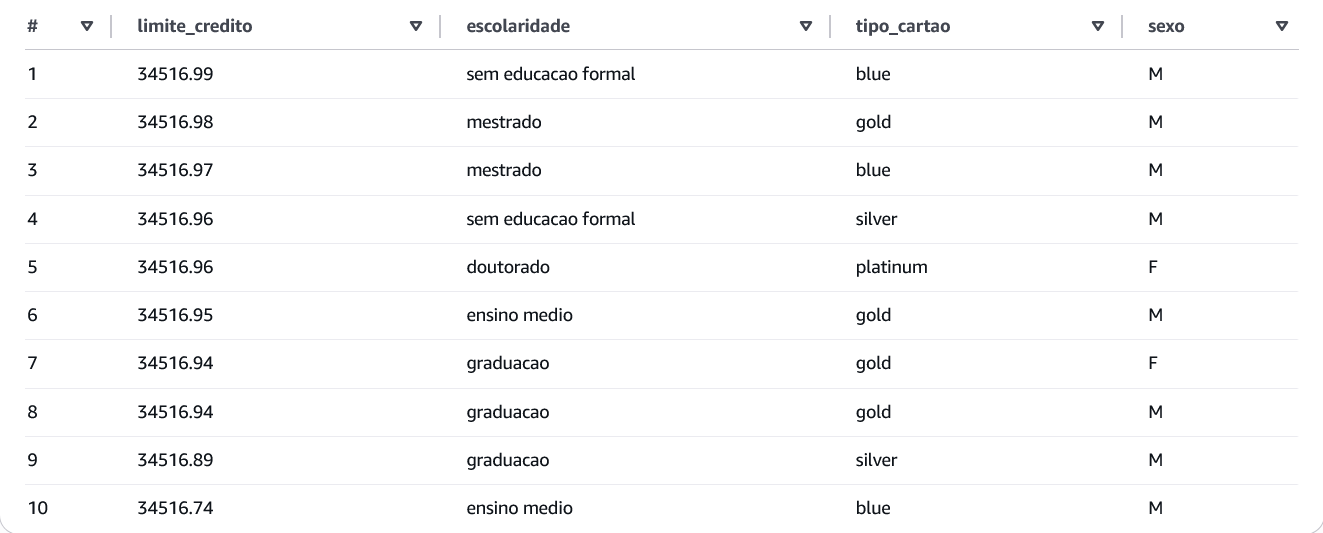 # limite_credito escolaridade tipo_cartao sexo
1 34516.99 sem educacao formal blue M
2 34516.98 mestrado gold M
3 34516.97 mestrado blue M
4 34516.96 sem educacao formal silver M
5 34516.96 doutorado platinum F
6 34516.95 ensino medio gold M
7 34516.94 graduacao gold F
8 34516.94 graduacao gold M
9 34516.89 graduacao silver M
10 34516.74 ensino medio blue M